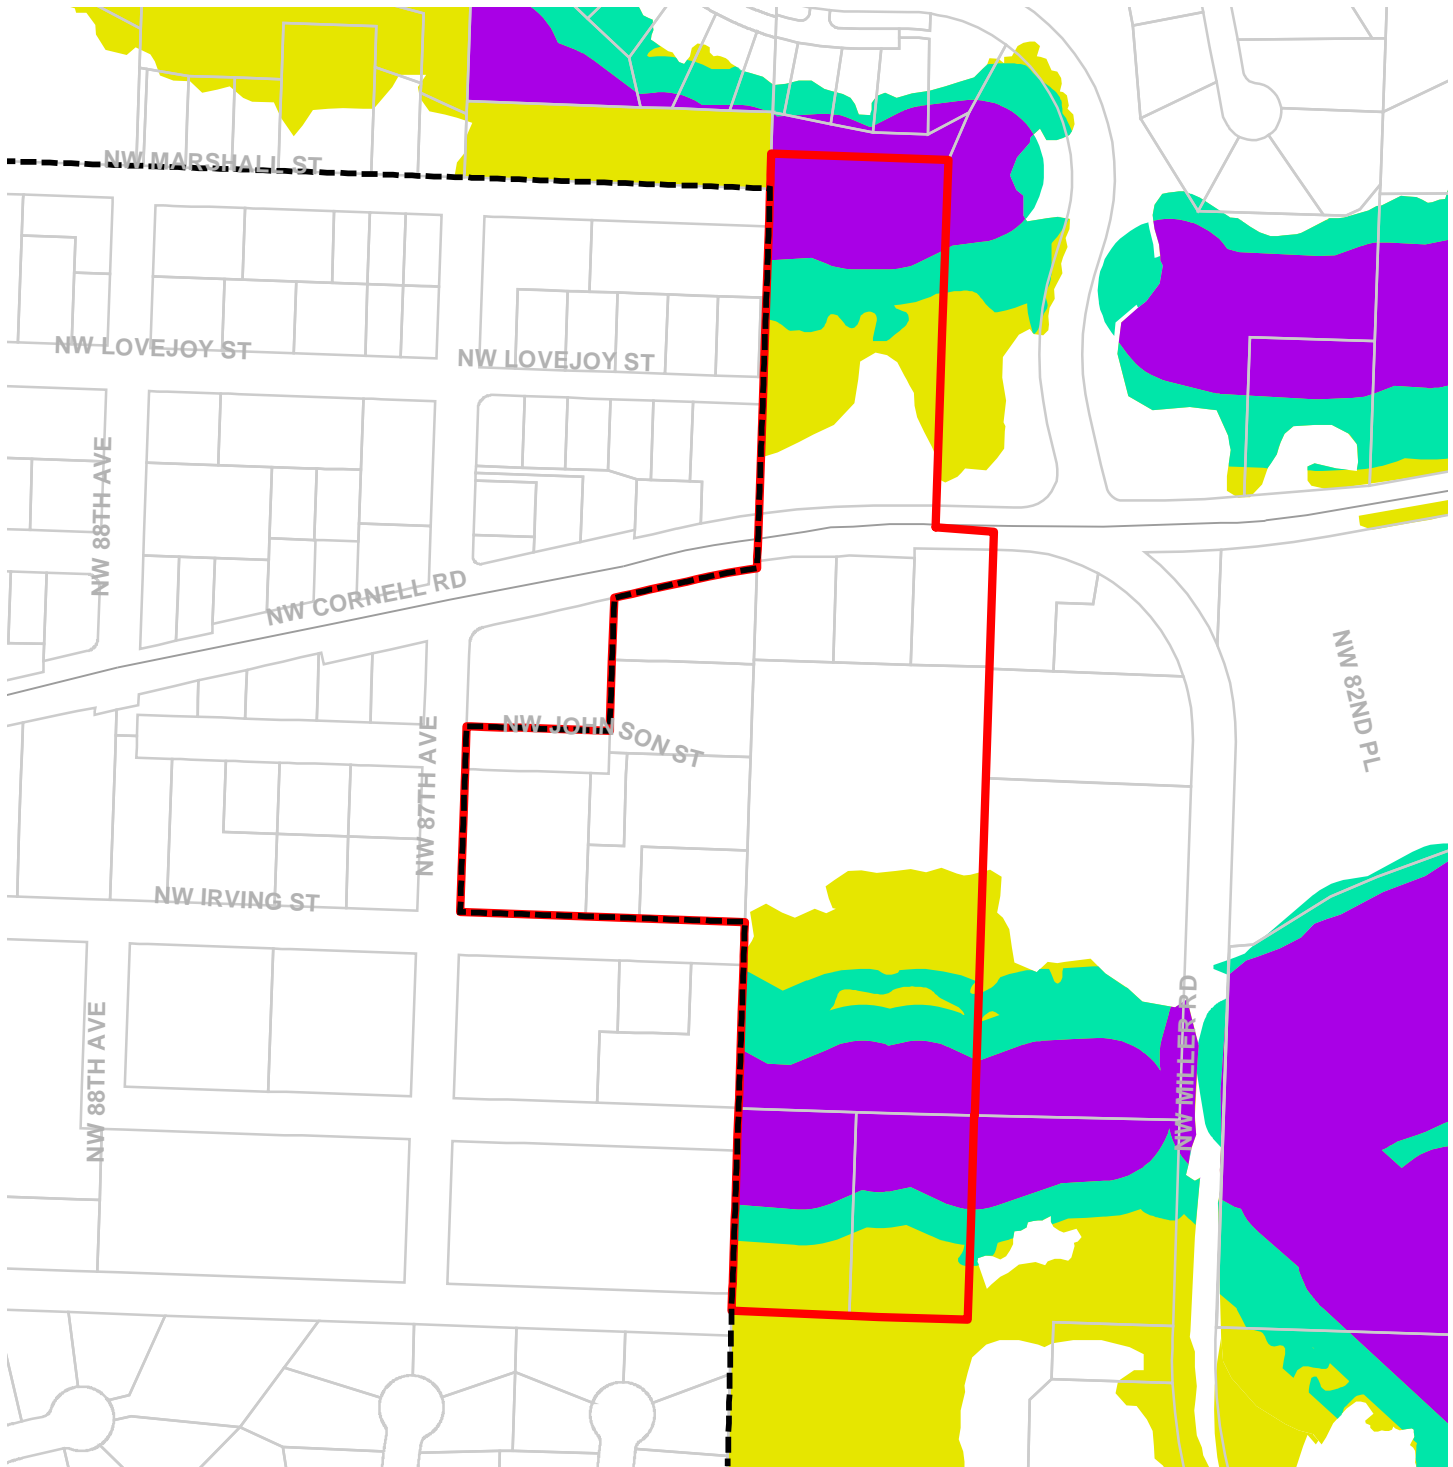 NW MARSHALL ST
NW LOVEJOY ST
NW LOVEJOY ST
NW 88TH AVE
NW CORNELL RD
NW 82ND PL
NW JOHNSON ST
NW 87TH AVE
NW IRVING ST
NW 88TH AVE
NW MILLER RD